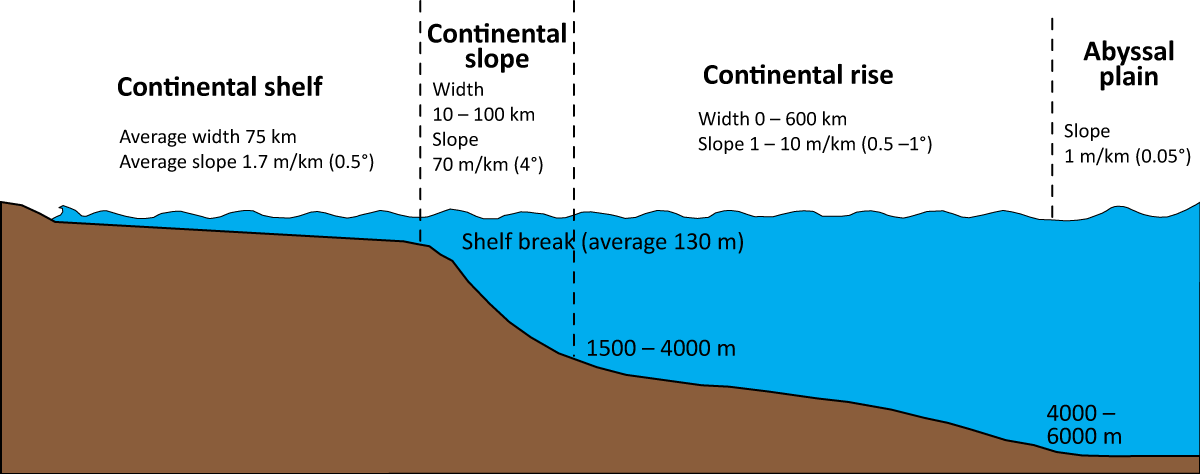 Continental shelf
Average width 75 km
Average slope 1.7 m/km (0.5°)
Continental
slope
Width
10 – 100 km
Slope
70 m/km (4°)
Continental rise
Width 0 – 600 km
Slope 1 – 10 m/km (0.5 –1°)
Abyssal
plain
Slope
1 m/km (0.05°)
Shelf break (average 130 m)
1500 – 4000 m
4000 –
6000 m